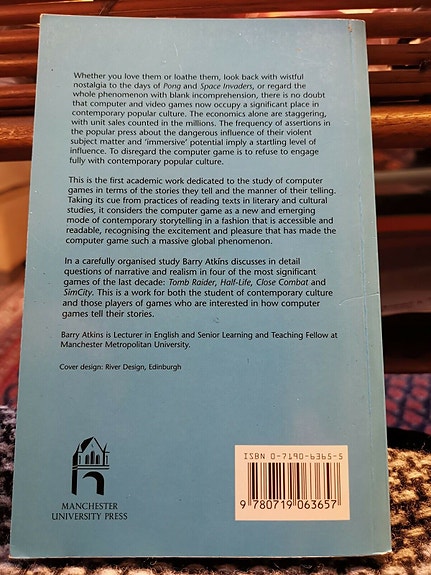 Whether you love them or loathe them, look back with wistful
nostalgia to the days of Pong and Space Invaders, or regard the
whole phenomenon with blank incomprehension, there is no doubt
that computer and video games now occupy a significant place in
contemporary popular culture. The economics alone are staggering,
with unit sales counted in the millions. The frequency of assertions in
the popular press about the dangerous influence of their violent
subject matter and 'immersive' potential imply a startling level of
influence. To disregard the computer game is to refuse to engage
fully with contemporary popular culture.
This is the first academic work dedicated to the study of computer
games in terms of the stories they tell and the manner of their telling.
Taking its cue from practices of reading texts in literary and cultural
studies, it considers the computer game as a new and emerging
mode of contemporary storytelling in a fashion that is accessible and
readable, recognising the excitement and pleasure that has made the
computer game such a massive global phenomenon.
In a carefully organised study Barry Atkins discusses in detail
questions of narrative and realism in four of the most significant
games of the last decade: Tomb Raider, Half-Life, Close Combat and
SimCity. This is a work for both the student of contemporary culture
and those players of games who are interested in how computer
games tell their stories.
Barry Atkins is Lecturer in English and Senior Learning and Teaching Fellow at
Manchester Metropolitan University.
Cover design: River Design, Edinburgh
MANCHESTER
UNIVERSITY PRESS
ISBN 0-7190-6365-5
9 780719 063657